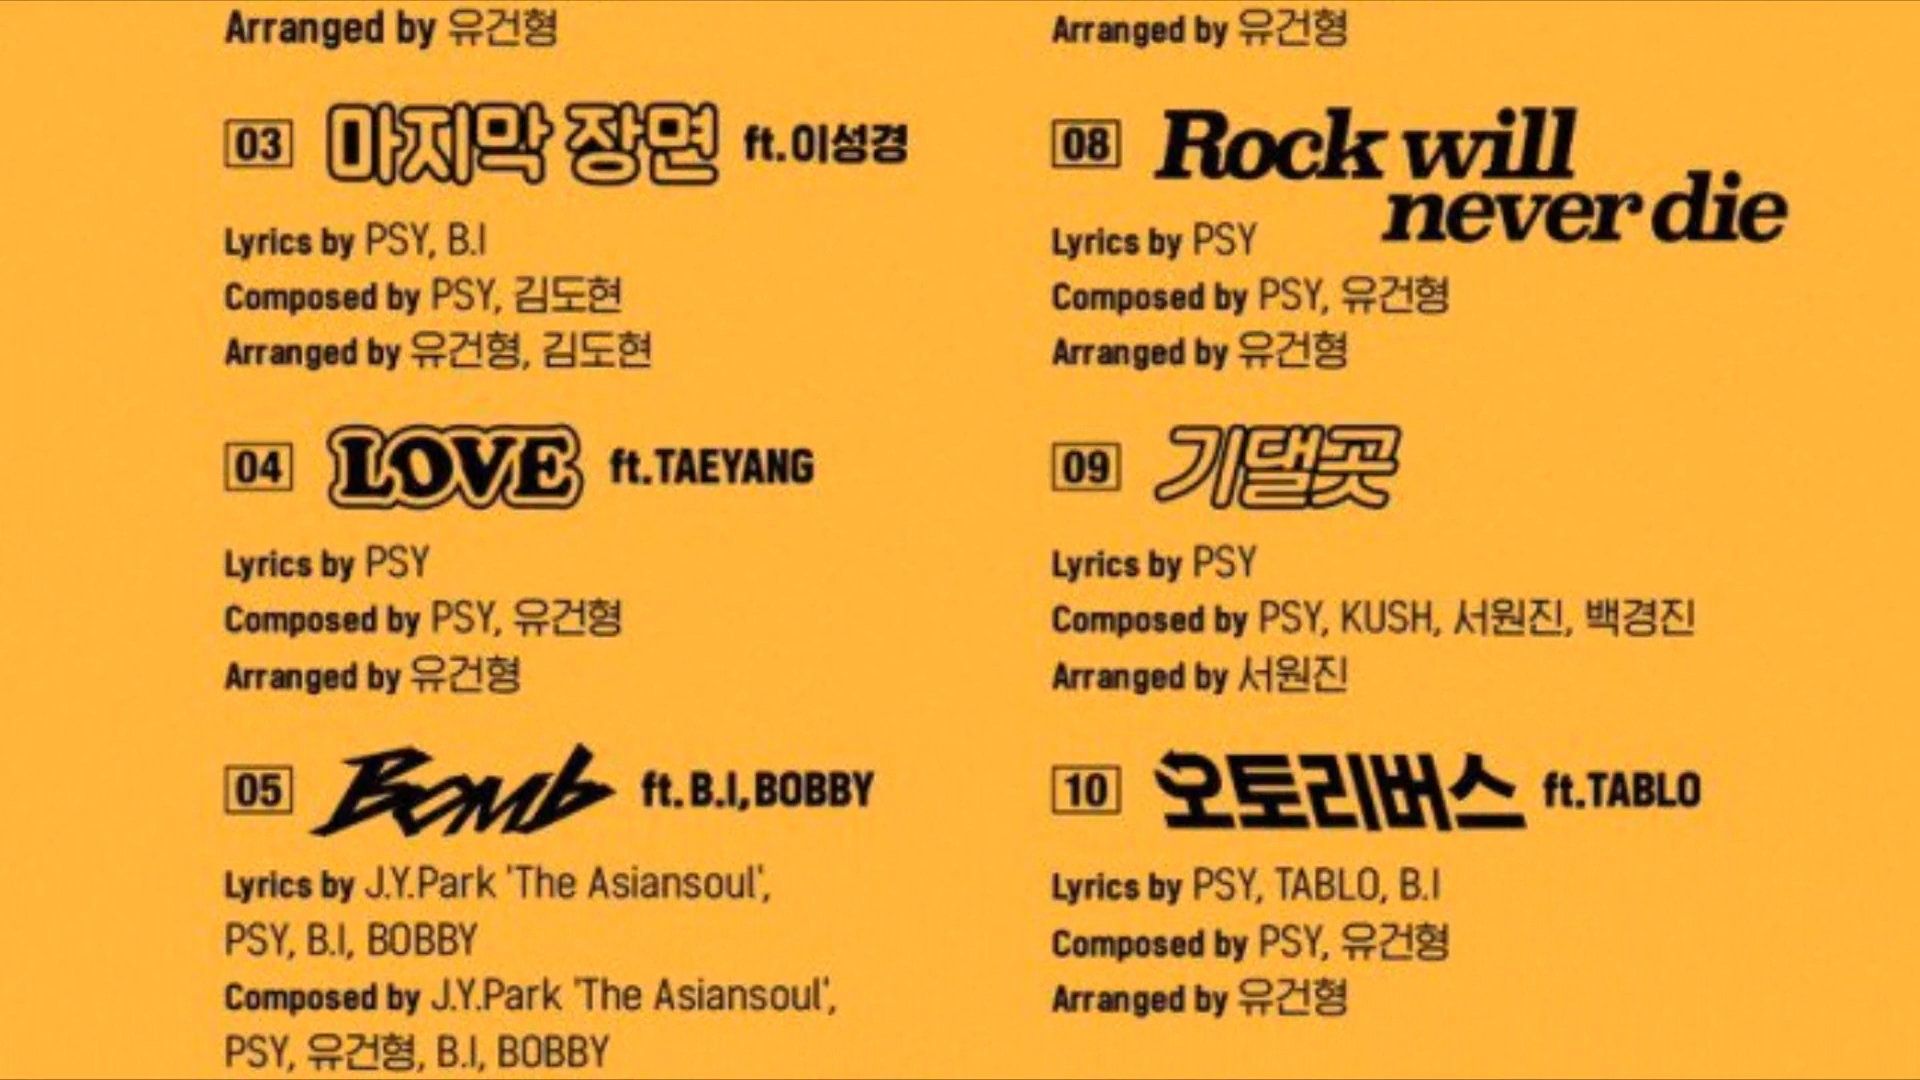 Arranged by 유건형
03 마지막 장면 ft.이성경
Lyrics by PSY, B.I
Composed by PSY, 김도현
Arranged by 유건형, 김도현
04 LOVE ft.TAEYANG
Lyrics by PSY
Composed by PSY, 유건형
Arranged by 유건형
05 Bomb ft.B.I, BOBBY
Lyrics by J.Y.Park 'The Asiansoul',
PSY, B.I, BOBBY
Composed by J.Y.Park 'The Asiansoul',
PSY, 유건형, B.I, BOBBY
Arranged by 유건형
08 Rock will
never die
Lyrics by PSY
Composed by PSY, 유건형
Arranged by 유건형
09 기댈곳
Lyrics by PSY
Composed by PSY, KUSH, 서원진, 백경진
Arranged by 서원진
10 오토리버스 ft.TABLO
Lyrics by PSY, TABLO, B.I
Composed by PSY, 유건형
Arranged by 유건형